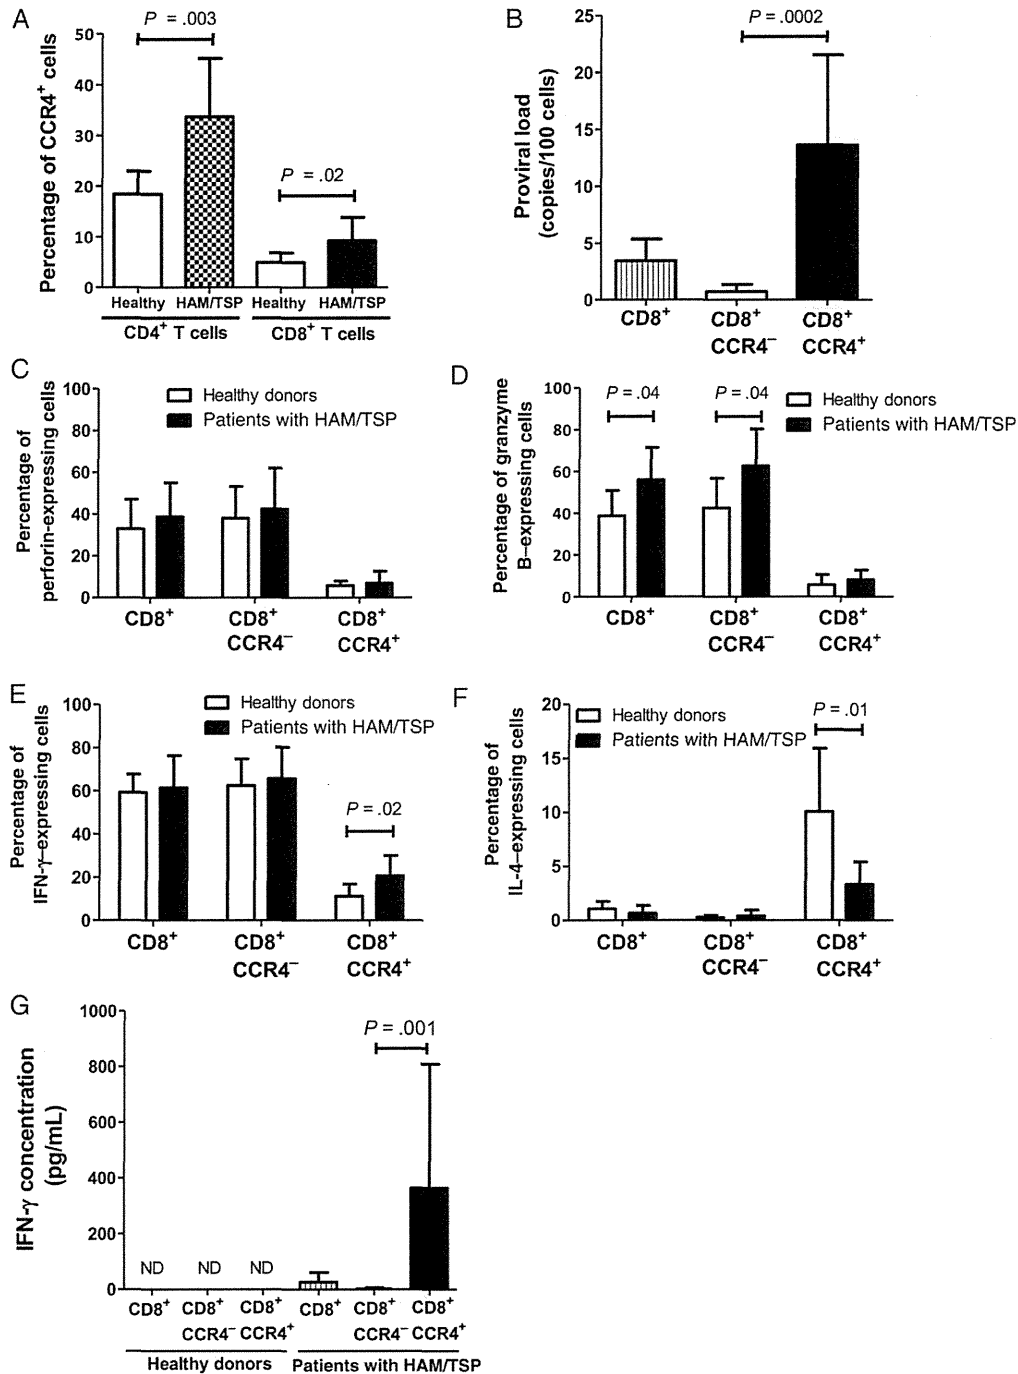 A
P = .003
Percentage of CCR4+ cells
50
40
30
20
10
0
P = .02
Healthy HAM/TSP Healthy HAM/TSP
CD4+ T cells CD8+ T cells
B
P = .0002
Proviral load
(copies/100 cells)
25
20
15
10
5
0
CD8+ CD8+ CD8+
CCR4− CCR4+
C
Percentage of
perforin-expressing cells
100
80
60
40
20
0
Healthy donors
Patients with HAM/TSP
CD8+ CD8+ CD8+
CCR4− CCR4+
D
Percentage of granzyme
B–expressing cells
100
80
60
40
20
0
P = .04 P = .04
Healthy donors
Patients with HAM/TSP
CD8+ CD8+ CD8+
CCR4− CCR4+
E
Percentage of
IFN-γ–expressing cells
100
80
60
40
20
0
Healthy donors
Patients with HAM/TSP
P = .02
CD8+ CD8+ CD8+
CCR4− CCR4+
F
Percentage of
IL-4–expressing cells
20
15
10
5
0
Healthy donors
Patients with HAM/TSP
P = .01
CD8+ CD8+ CD8+
CCR4− CCR4+
G
IFN-γ concentration
(pg/mL)
1000
800
600
400
200
0
P = .001
ND ND ND
CD8+ CD8+ CD8+ CD8+ CD8+ CD8+
CCR4− CCR4+ CCR4− CCR4+
Healthy donors Patients with HAM/TSP